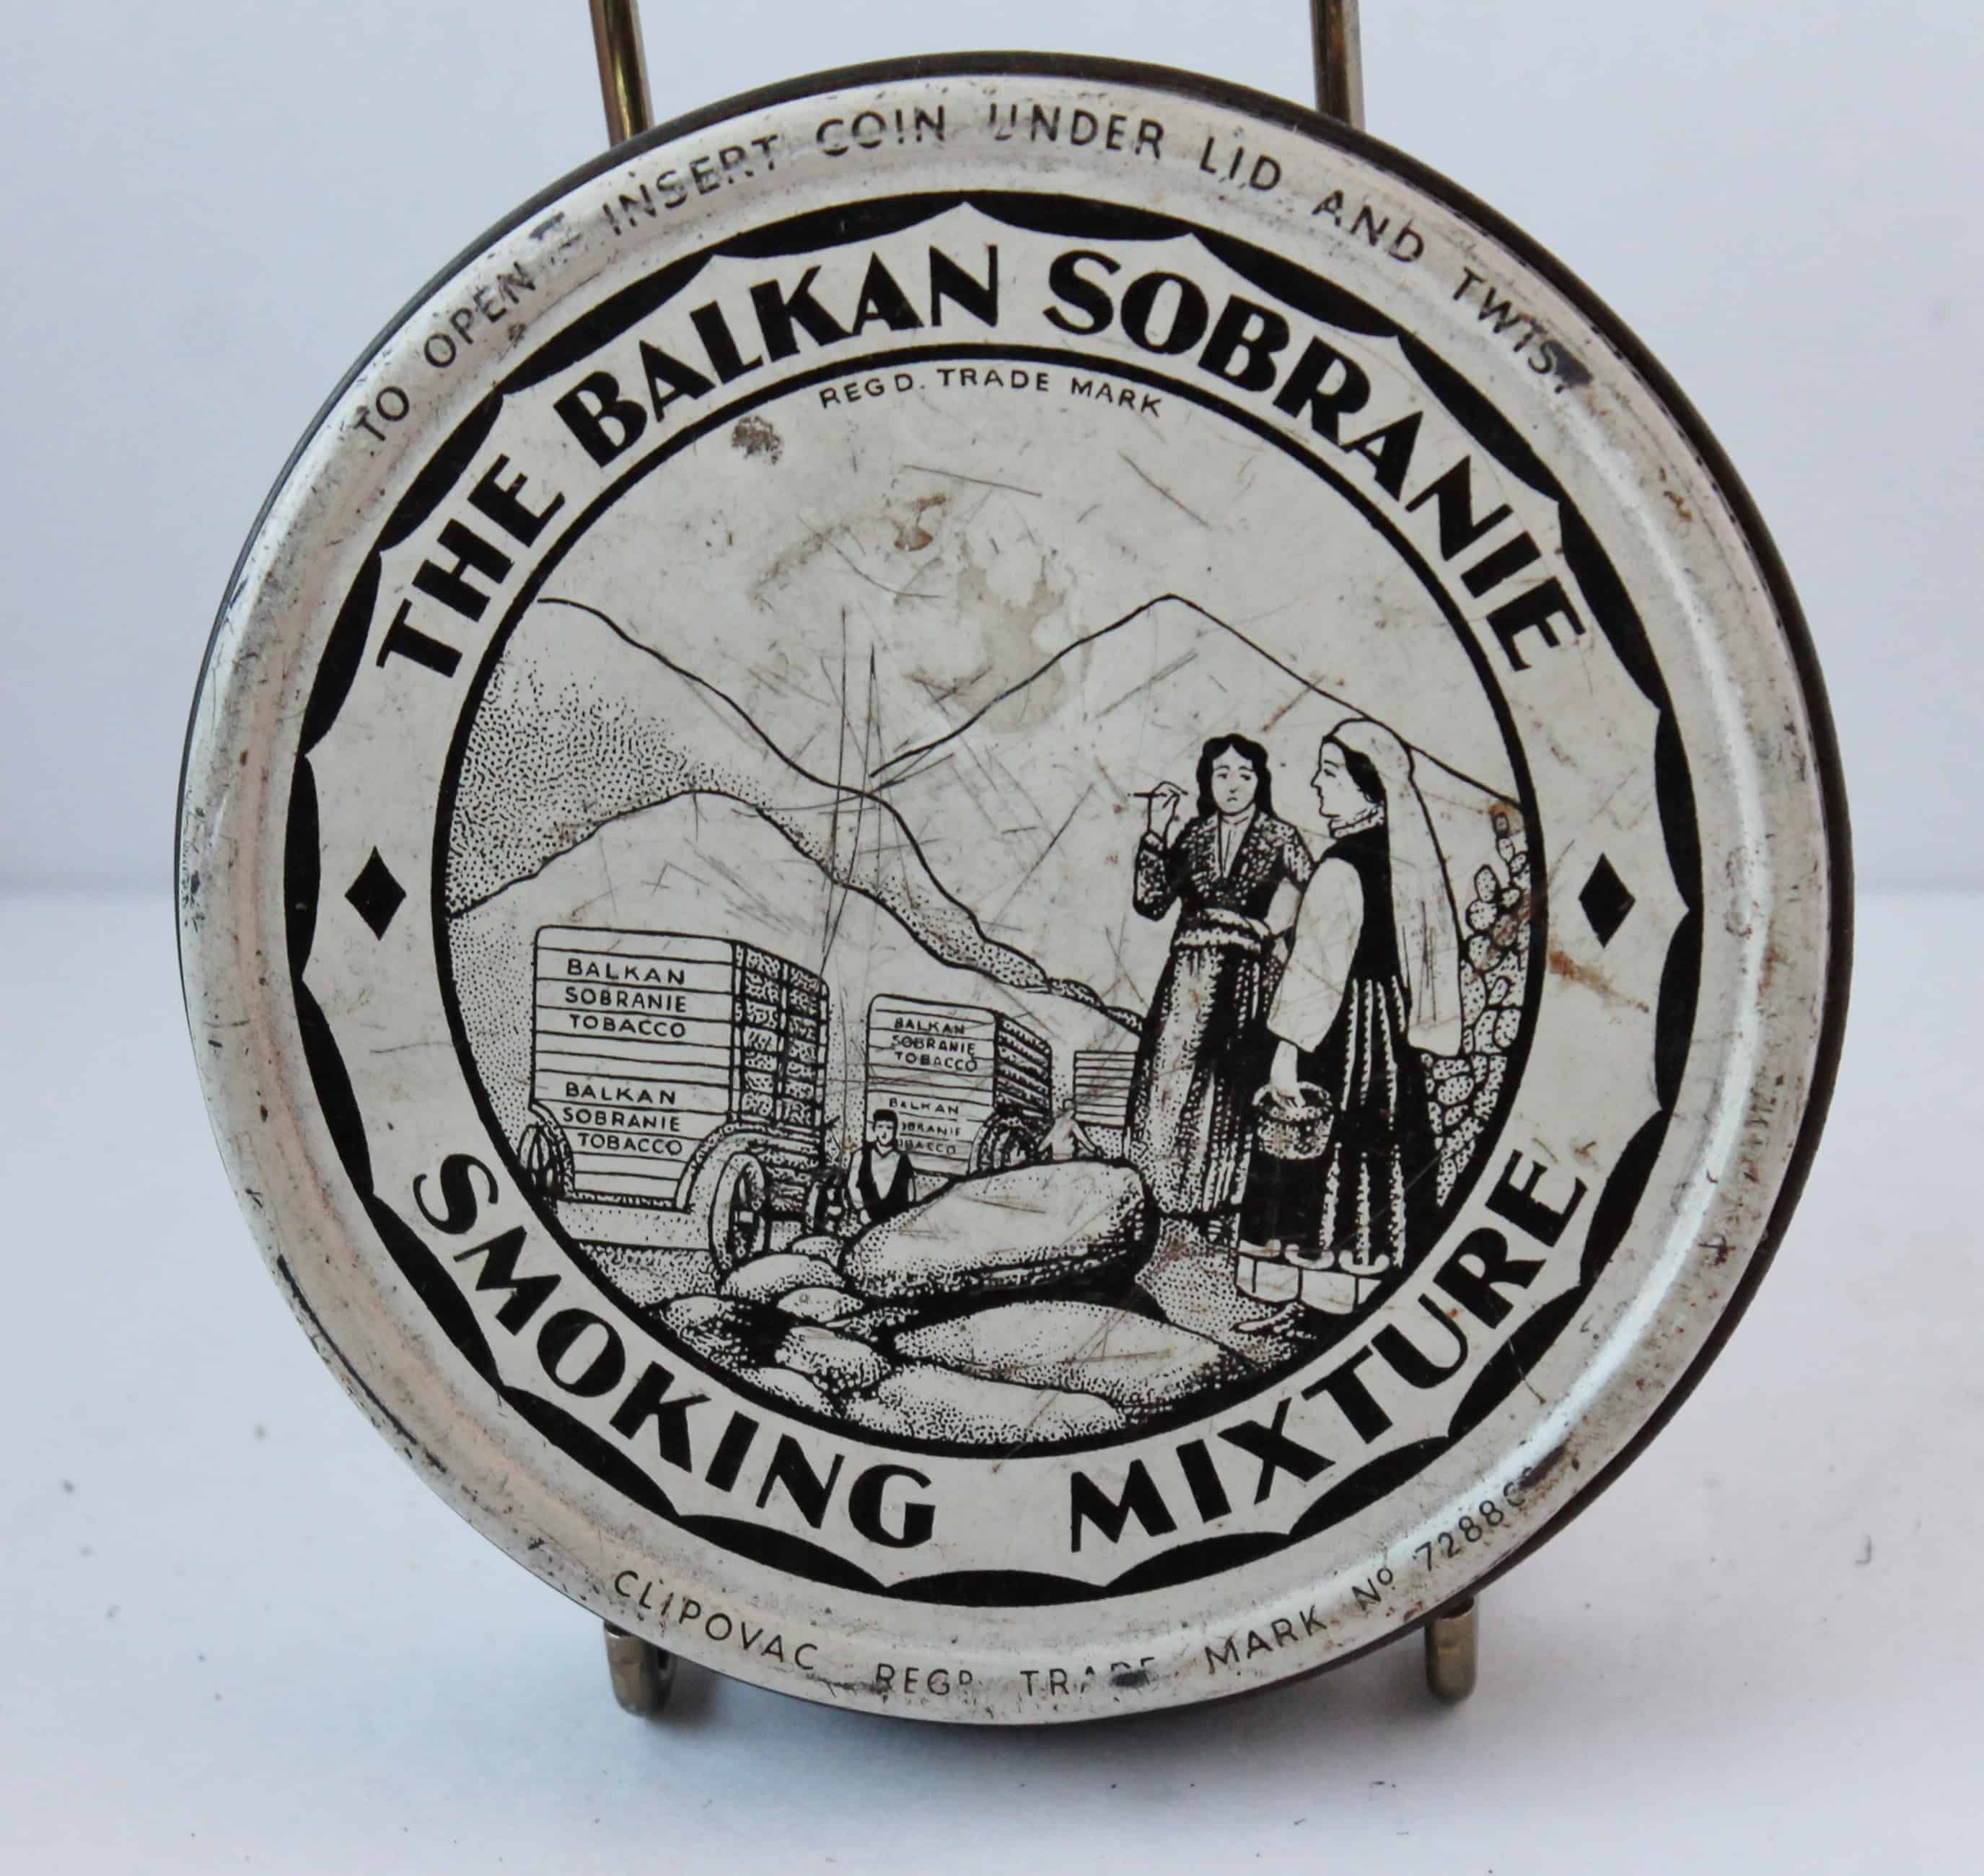 TO OPEN INSERT COIN UNDER LID AND TWIST
THE BALKAN SOBRANIE
REGD. TRADE MARK
BALKAN
SOBRANIE
TOBACCO
BALKAN
SOBRANIE
TOBACCO
BALKAN
SOBRANIE
TOBACCO
BALKAN
SMOKING MIXTURE
CLIPOVAC REGD TRADE MARK No